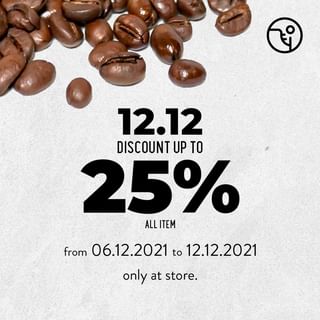 12.12
DISCOUNT UP TO
25%
ALL ITEM
from 06.12.2021 to 12.12.2021
only at store.